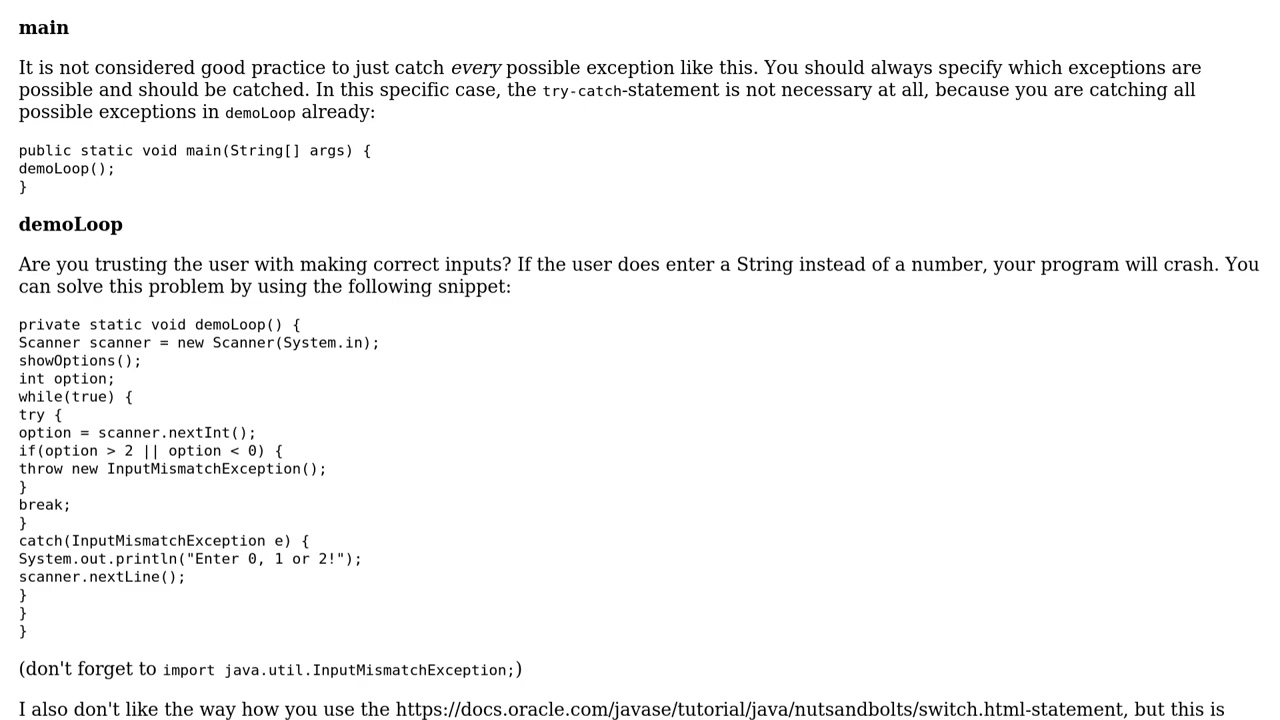 main
It is not considered good practice to just catch every possible exception like this. You should always specify which exceptions are
possible and should be catched. In this specific case, the try-catch-statement is not necessary at all, because you are catching all
possible exceptions in demoLoop already:
public static void main(String[] args) {
demoLoop();
}
demoLoop
Are you trusting the user with making correct inputs? If the user does enter a String instead of a number, your program will crash. You
can solve this problem by using the following snippet:
private static void demoLoop() {
Scanner scanner = new Scanner(System.in);
showOptions();
int option;
while(true) {
try {
option = scanner.nextInt();
if(option > 2 || option < 0) {
throw new InputMismatchException();
}
break;
}
catch(InputMismatchException e) {
System.out.println("Enter 0, 1 or 2!");
scanner.nextLine();
}
}
}
(don't forget to import java.util.InputMismatchException;)
I also don't like the way how you use the https://docs.oracle.com/javase/tutorial/java/nutsandbolts/switch.html-statement, but this is